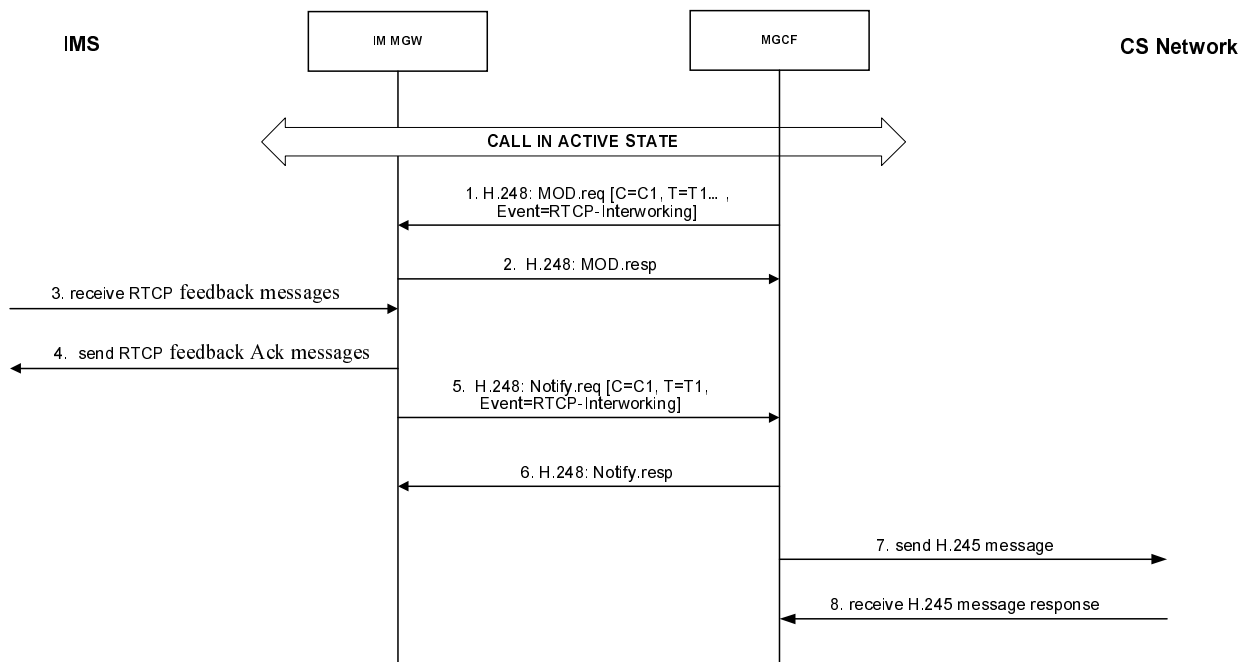 IMS
IM MGW
MGCF
CS Network
CALL IN ACTIVE STATE
1. H.248: MOD.req [C=C1, T=T1... ,
Event=RTCP-Interworking]
2. H.248: MOD.resp
3. receive RTCP feedback messages
4. send RTCP feedback Ack messages
5. H.248: Notify.req [C=C1, T=T1,
Event=RTCP-Interworking]
6. H.248: Notify.resp
7. send H.245 message
8. receive H.245 message response